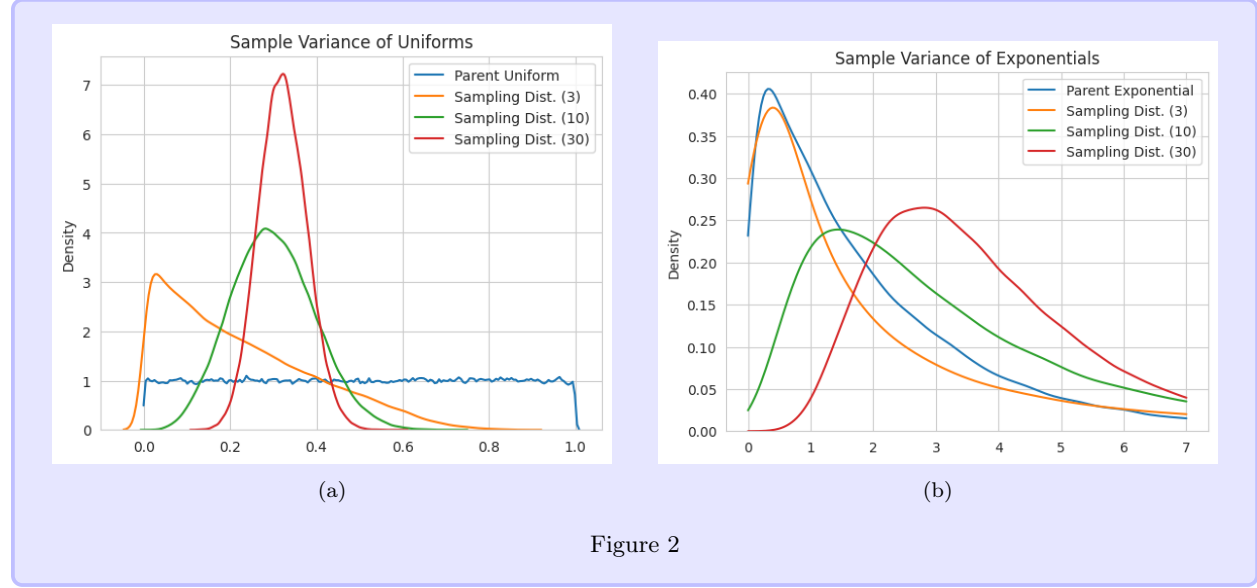 Sample Variance of Uniforms
Parent Uniform
Sampling Dist. (3)
Sampling Dist. (10)
Sampling Dist. (30)
Density
7
6
5
4
3
2
1
0
0.0 0.2 0.4 0.6 0.8 1.0
(a)
Sample Variance of Exponentials
Parent Exponential
Sampling Dist. (3)
Sampling Dist. (10)
Sampling Dist. (30)
Density
0.40
0.35
0.30
0.25
0.20
0.15
0.10
0.05
0.00
0 1 2 3 4 5 6 7
(b)
Figure 2